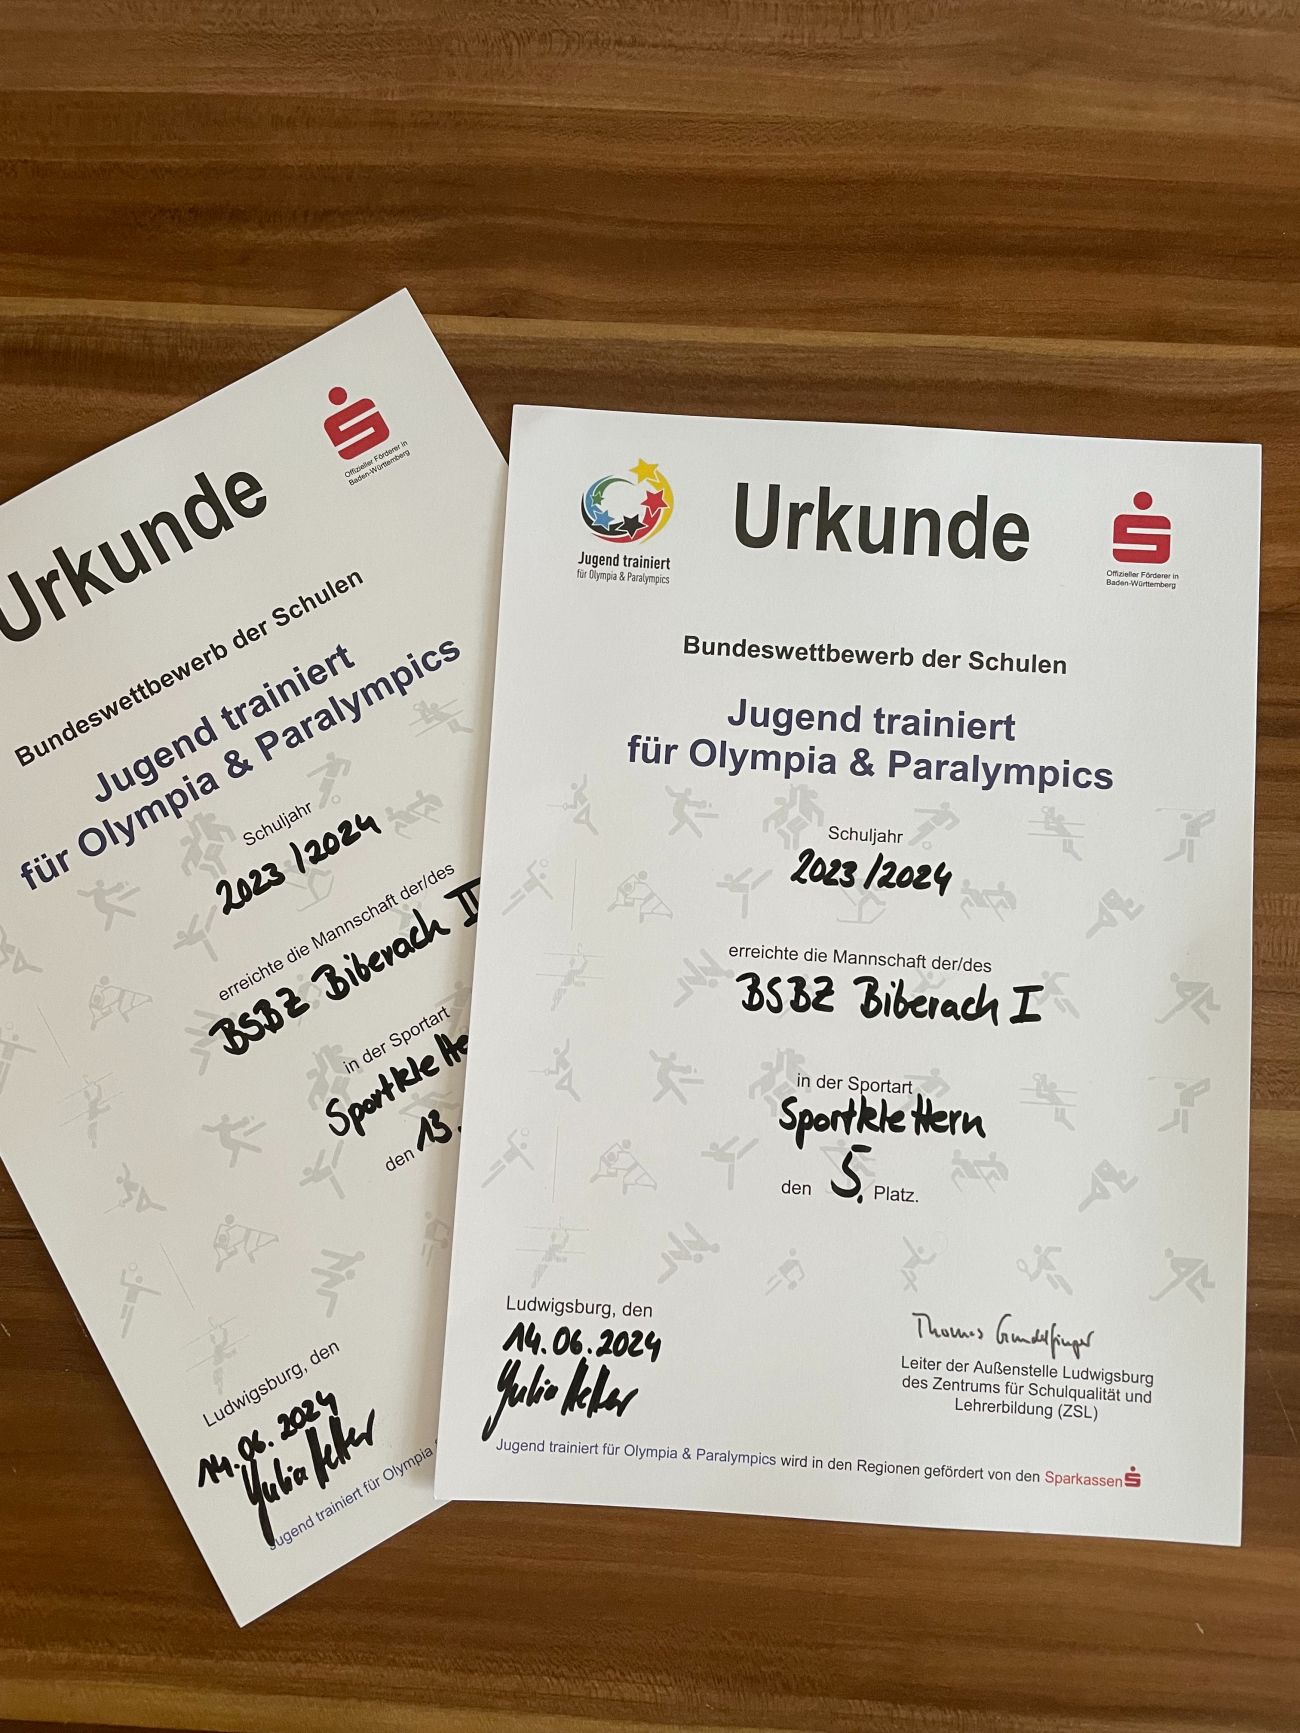 Urkunde
Offizieller Förderer in
Baden-Württemberg
Bundeswettbewerb der Schulen
Jugend trainiert
für Olympia & Paralympics
Schuljahr
2023/2024
erreichte die Mannschaft der/des
BSBZ Biberach II
in der Sportart
den 13.
Ludwigsburg, den
14.06.2024
Jugend trainiert für Olympia
Jugend trainiert
für Olympia & Paralympics
Urkunde
Offizieller Förderer in
Baden-Württemberg
Bundeswettbewerb der Schulen
Jugend trainiert
für Olympia & Paralympics
Schuljahr
2023/2024
erreichte die Mannschaft der/des
BSBZ Biberach I
in der Sportart
Sportklettern
den 5. Platz.
Ludwigsburg, den
14.06.2024
Thomas Gundelfinger
Leiter der Außenstelle Ludwigsburg
des Zentrums für Schulqualität und
Lehrerbildung (ZSL)
Jugend trainiert für Olympia & Paralympics wird in den Regionen gefördert von den Sparkassen